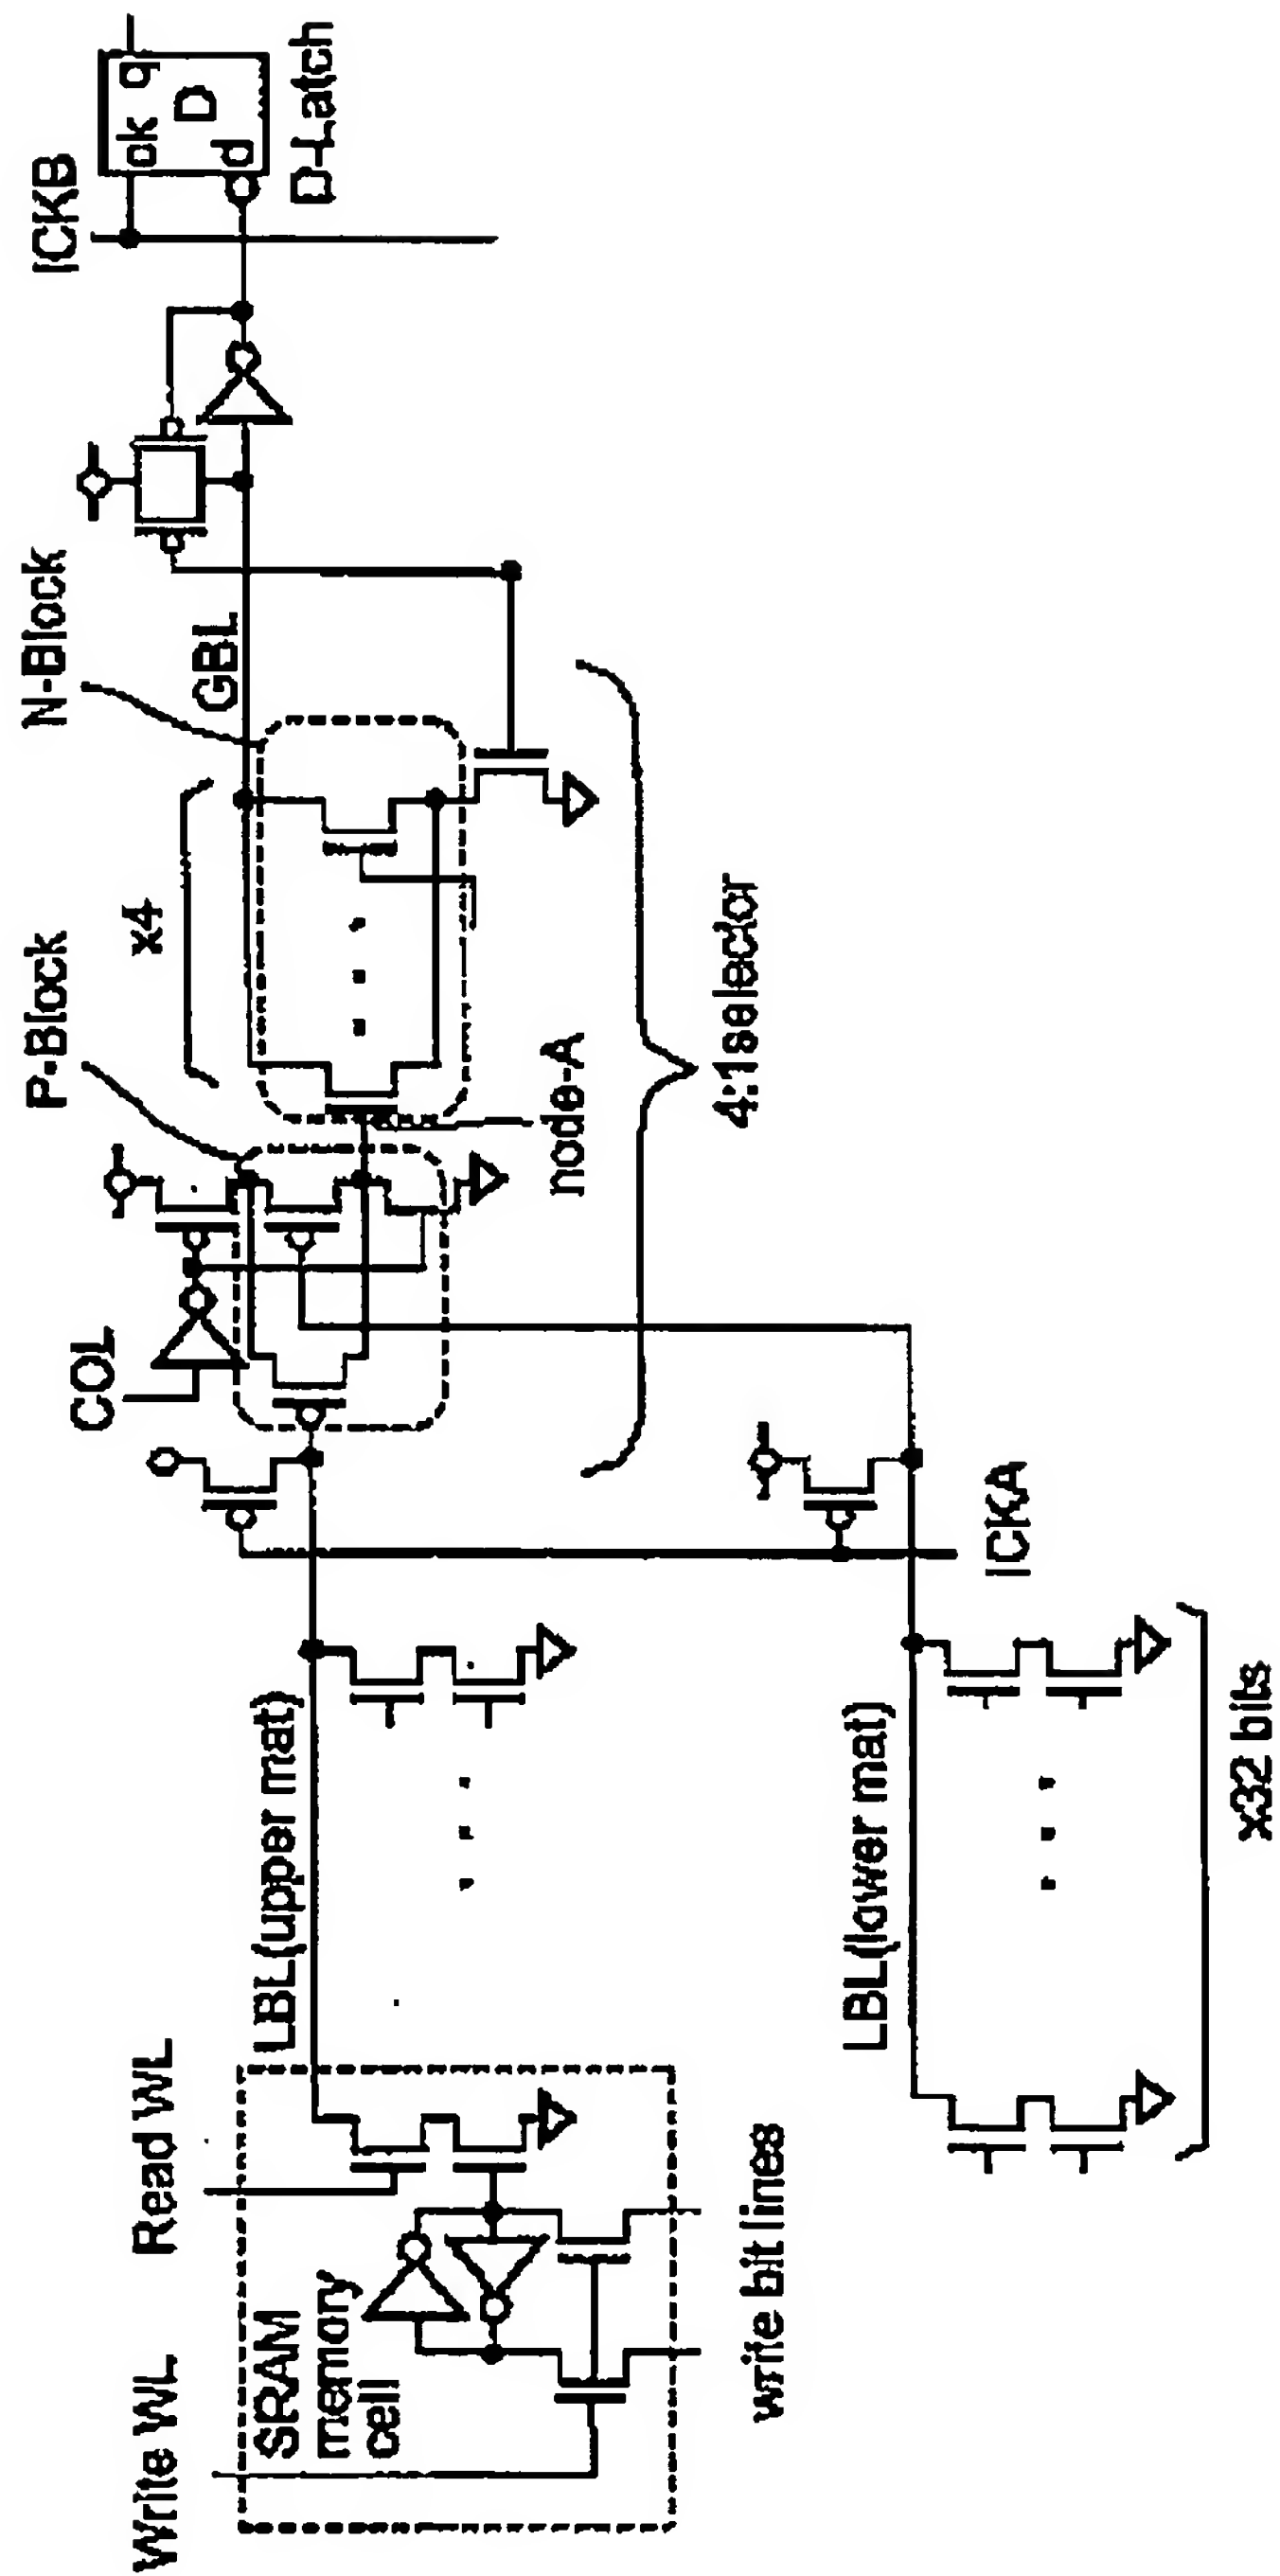 Write WL
Read WL
SRAM
memory
cell
write bit lines
LBL(upper mat)
LBL(lower mat)
x32 bits
ICKA
COL
P-Block
x4
N-Block
GBL
node-A
4:1selector
ICKB
ck q
D
d
D-Latch